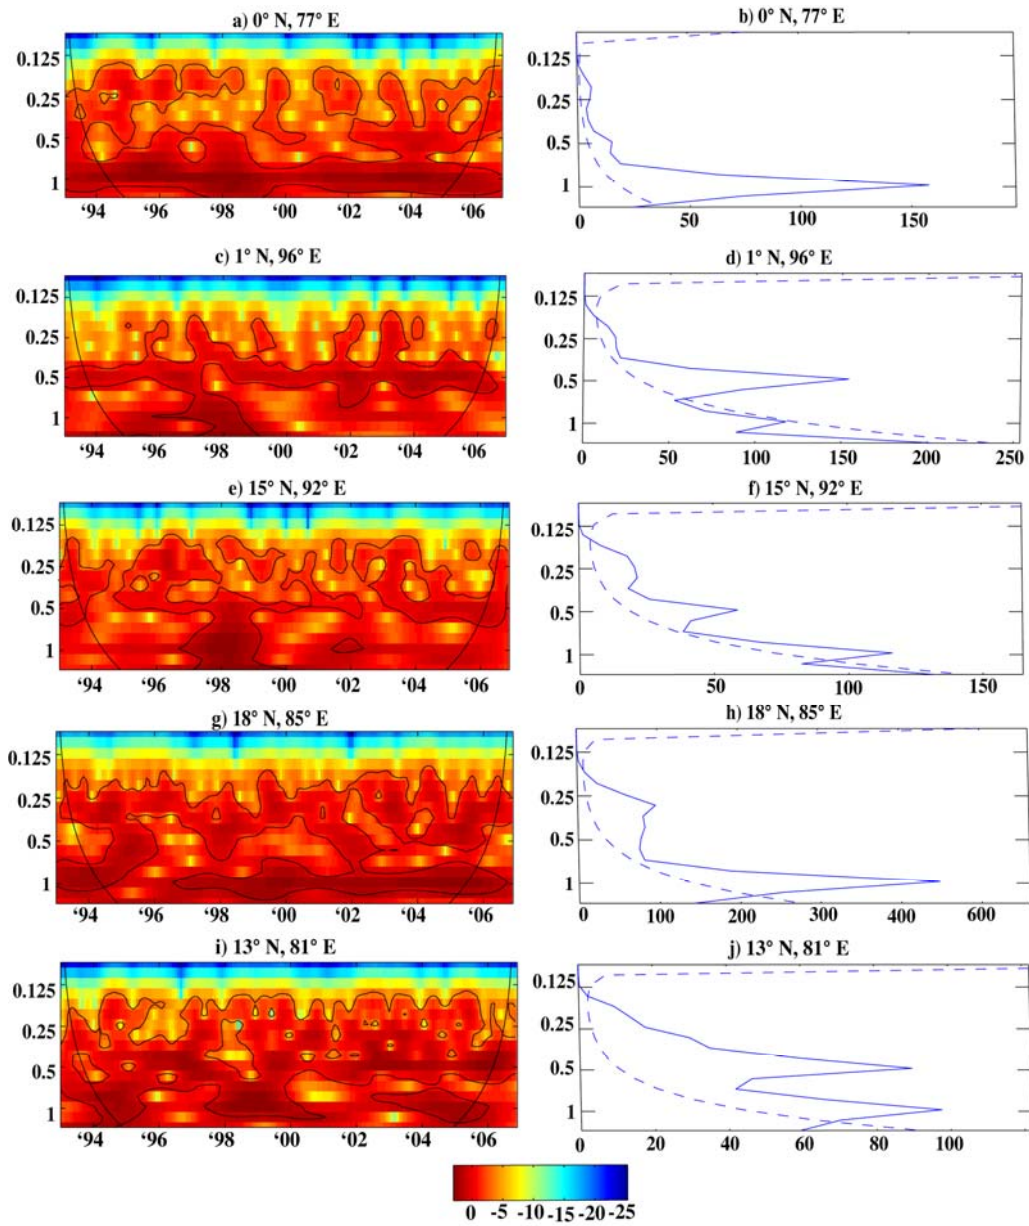 a) 0° N, 77° E
b) 0° N, 77° E
0.125
0.25
0.5
1
‘94 ‘96 ‘98 ‘00 ‘02 ‘04 ‘06
0.125
0.25
0.5
1
0 50 100 150
c) 1° N, 96° E
d) 1° N, 96° E
0.125
0.25
0.5
1
‘94 ‘96 ‘98 ‘00 ‘02 ‘04 ‘06
0.125
0.25
0.5
1
0 50 100 150 200 250
e) 15° N, 92° E
f) 15° N, 92° E
0.125
0.25
0.5
1
‘94 ‘96 ‘98 ‘00 ‘02 ‘04 ‘06
0.125
0.25
0.5
1
0 50 100 150
g) 18° N, 85° E
h) 18° N, 85° E
0.125
0.25
0.5
1
‘94 ‘96 ‘98 ‘00 ‘02 ‘04 ‘06
0.125
0.25
0.5
1
0 100 200 300 400 500 600
i) 13° N, 81° E
j) 13° N, 81° E
0.125
0.25
0.5
1
‘94 ‘96 ‘98 ‘00 ‘02 ‘04 ‘06
0.125
0.25
0.5
1
0 20 40 60 80 100
0 -5 -10 -15 -20 -25